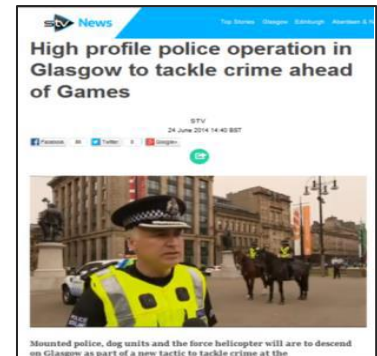 stv News
Top Stories Glasgow Edinburgh Aberdeen & N
High profile police operation in
Glasgow to tackle crime ahead
of Games
STV
24 June 2014 14:40 BST
Facebook Twitter 0 Google+
Mounted police, dog units and the force helicopter will are to descend
on Glasgow as part of a new tactic to tackle crime at the